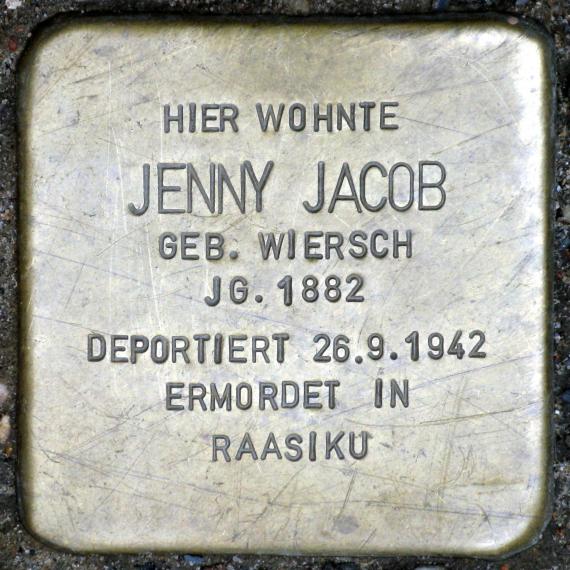 HIER WOHNTE
JENNY JACOB
GEB. WIERSCH
JG. 1882
DEPORTIERT 26.9.1942
ERMORDET IN
RAASIKU